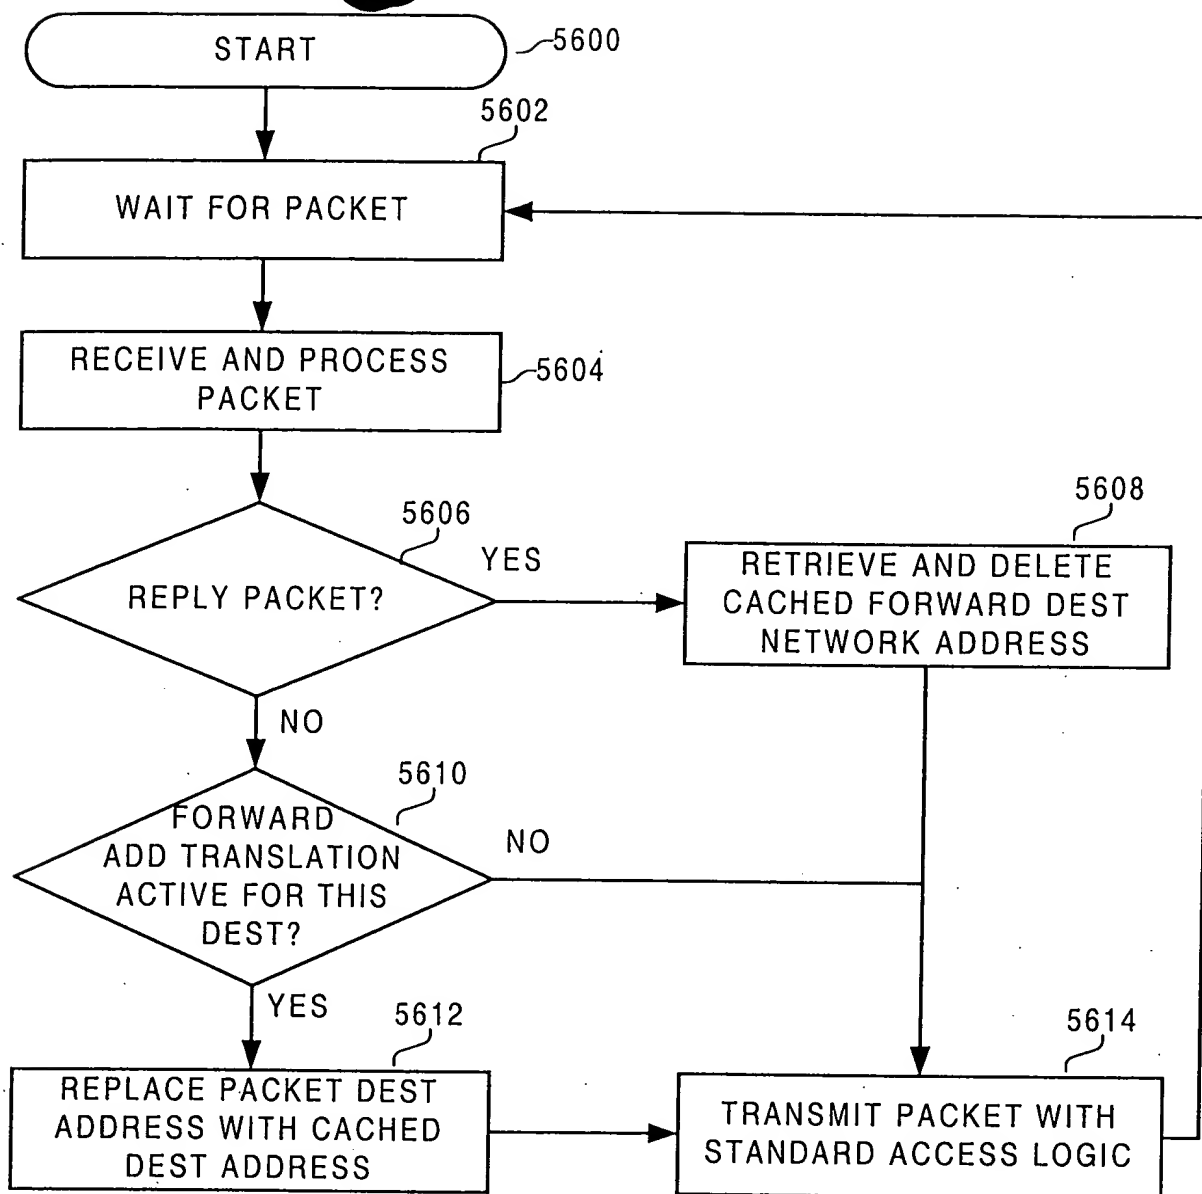 START
5600
5602
WAIT FOR PACKET
RECEIVE AND PROCESS
PACKET
5604
5606
REPLY PACKET?
YES
5608
RETRIEVE AND DELETE
CACHED FORWARD DEST
NETWORK ADDRESS
NO
5610
FORWARD
ADD TRANSLATION
ACTIVE FOR THIS
DEST?
NO
YES
5612
REPLACE PACKET DEST
ADDRESS WITH CACHED
DEST ADDRESS
5614
TRANSMIT PACKET WITH
STANDARD ACCESS LOGIC